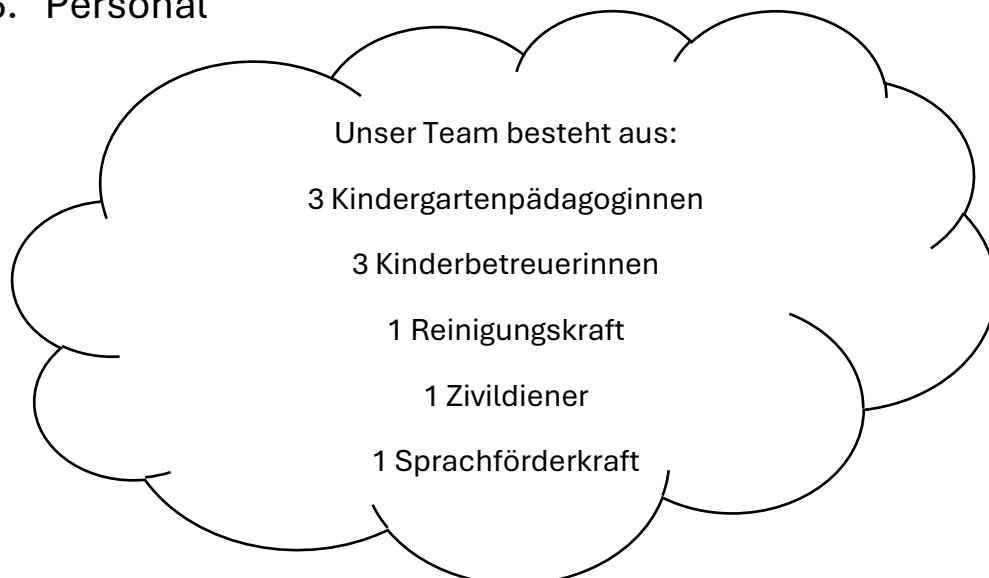 Personal
Unser Team besteht aus:
3 Kindergartenpädagoginnen
3 Kinderbetreuerinnen
1 Reinigungskraft
1 Zivildiener
1 Sprachförderkraft